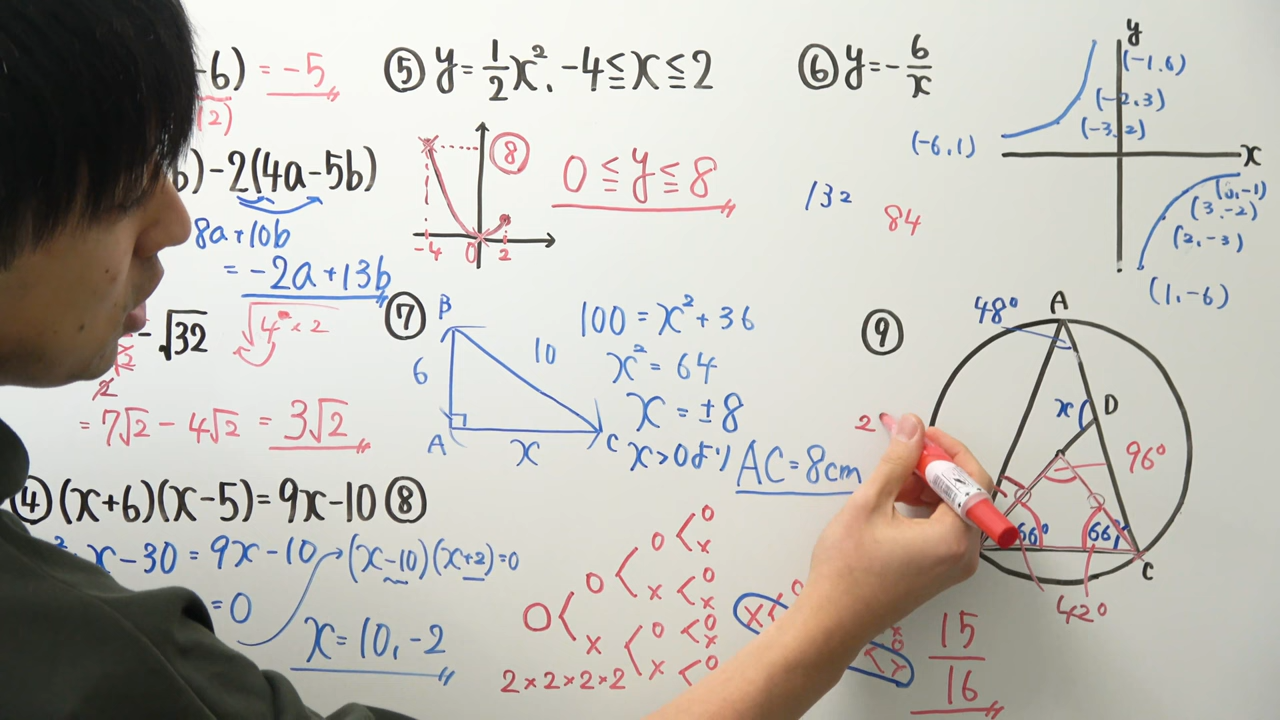 -6) = -5
(2)
b) -2(4a-5b)
8a+10b
= -2a+13b
-√32
√4²×2
2
= 7√2 - 4√2 = 3√2
④ (x+6)(x-5)=9x-10
x-30 = 9x-10 → (x-10)(x+2)=0
=0
x=10, -2
⑤ y=1/2x². -4≦x≦2
8
-4 0 2
0≦y≦8
⑥ y=-6/x
y
x
(-1.6)
(-2.3)
(-3.2)
(-6.1)
-1)
(3.-2)
(2.-3)
(1.-6)
132
84
⑦
B
6
10
A
x
C
100 = x²+36
x² = 64
x = ±8
x>0より AC=8cm
⑧
○ ○ ○ ○
×
× ○
×
× ○ ○
×
× ○
×
2×2×2×2
15/16
⑨
48°
A
x
D
96°
66°
66°
C
42°
2